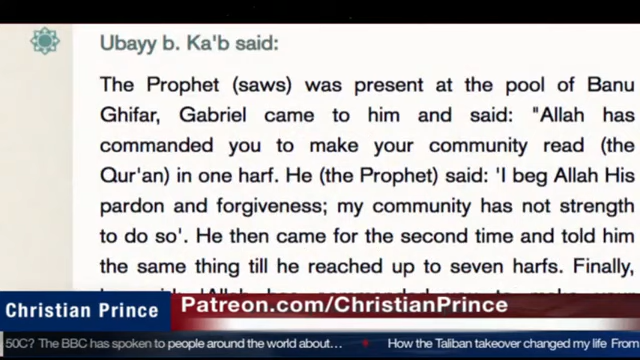 Ubayy b. Ka'b said:
The Prophet (saws) was present at the pool of Banu
Ghifar, Gabriel came to him and said: "Allah has
commanded you to make your community read (the
Qur'an) in one harf. He (the Prophet) said: 'I beg Allah His
pardon and forgiveness; my community has not strength
to do so'. He then came for the second time and told him
the same thing till he reached up to seven harfs. Finally,
Christian Prince
Patreon.com/ChristianPrince
50C? The BBC has spoken to people around the world about... How the Taliban takeover changed my life From